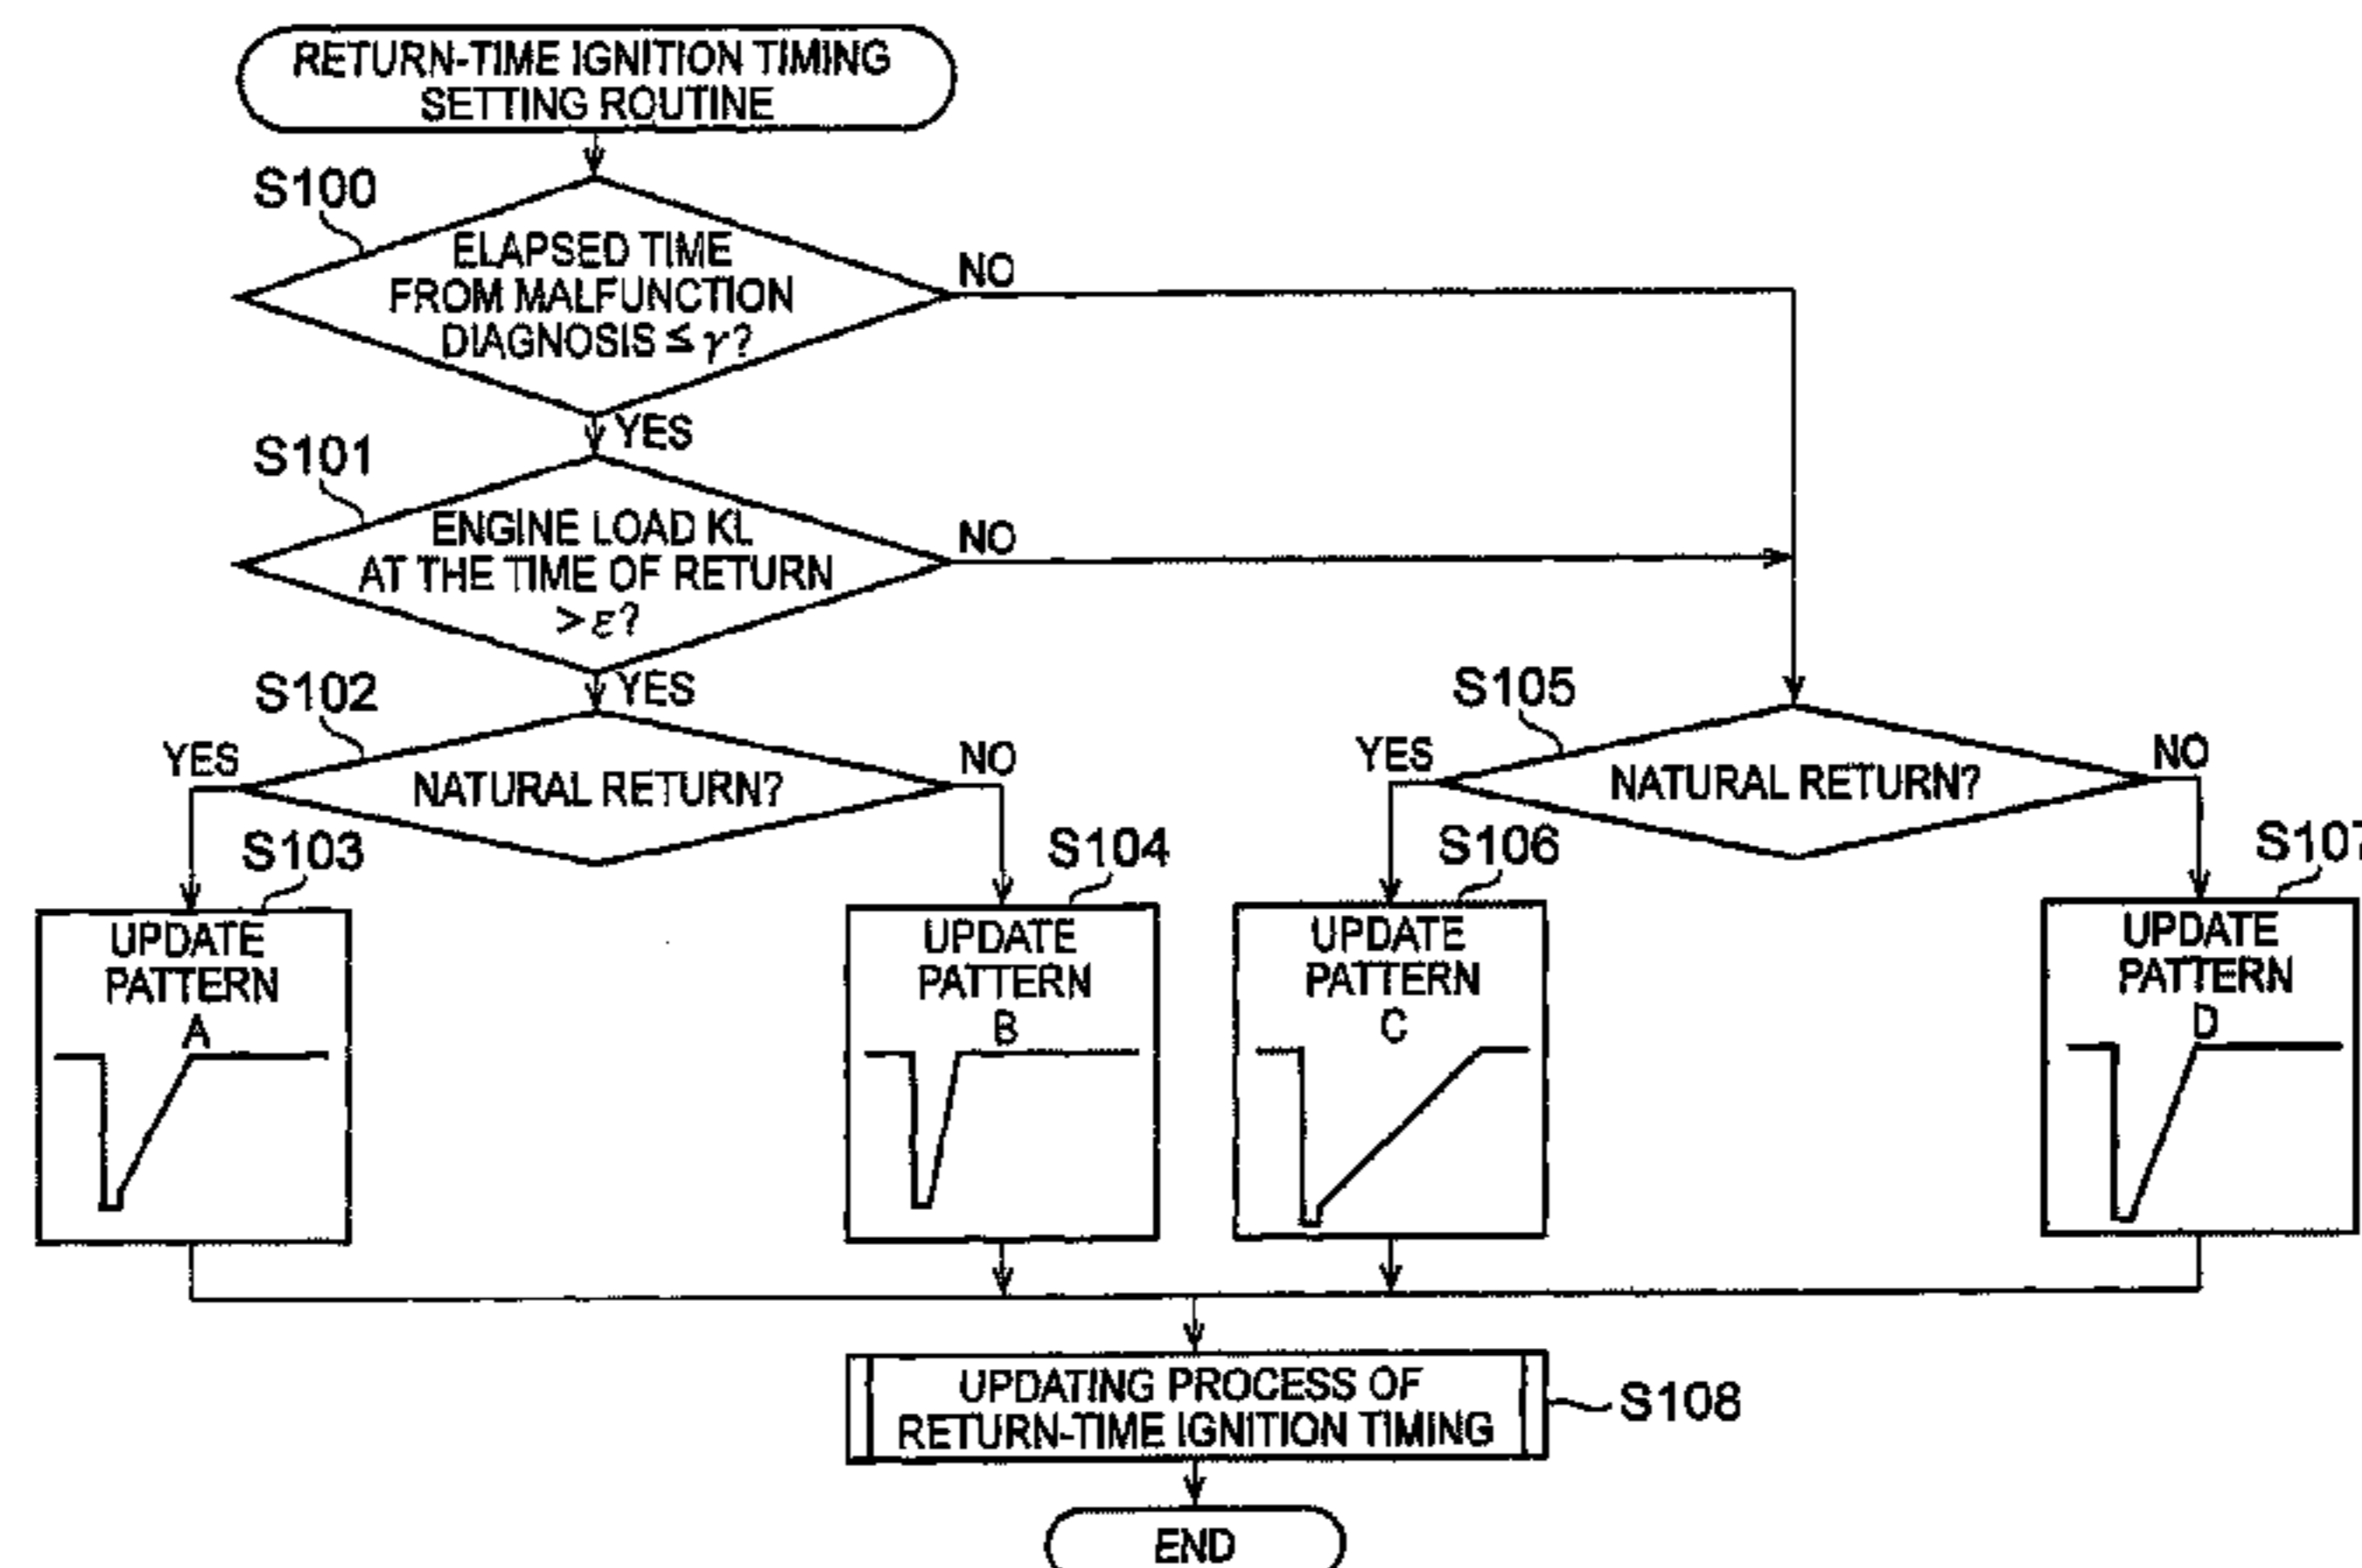 RETURN-TIME IGNITION TIMING
SETTING ROUTINE
S100
ELAPSED TIME
FROM MALFUNCTION
DIAGNOSIS ≤ γ?
NO
YES
S101
ENGINE LOAD KL
AT THE TIME OF RETURN
> ε?
NO
YES
S102
NATURAL RETURN?
YES
NO
S105
NATURAL RETURN?
YES
NO
S103
UPDATE
PATTERN
A
S104
UPDATE
PATTERN
B
S106
UPDATE
PATTERN
C
S107
UPDATE
PATTERN
D
UPDATING PROCESS OF
RETURN-TIME IGNITION TIMING
S108
END